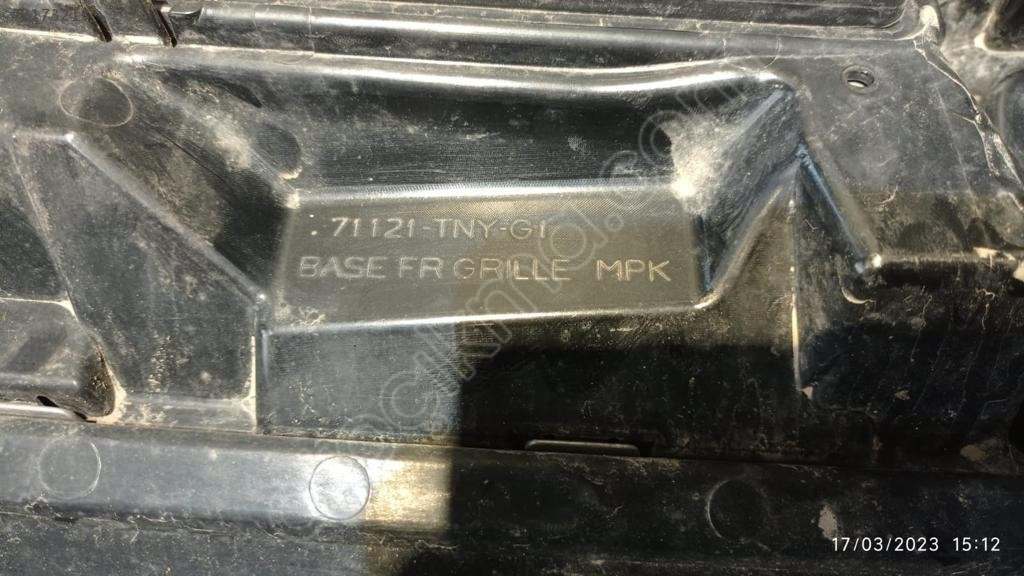 71121-TNY-G1
BASE FR GRILLE MPK
17/03/2023 15:12